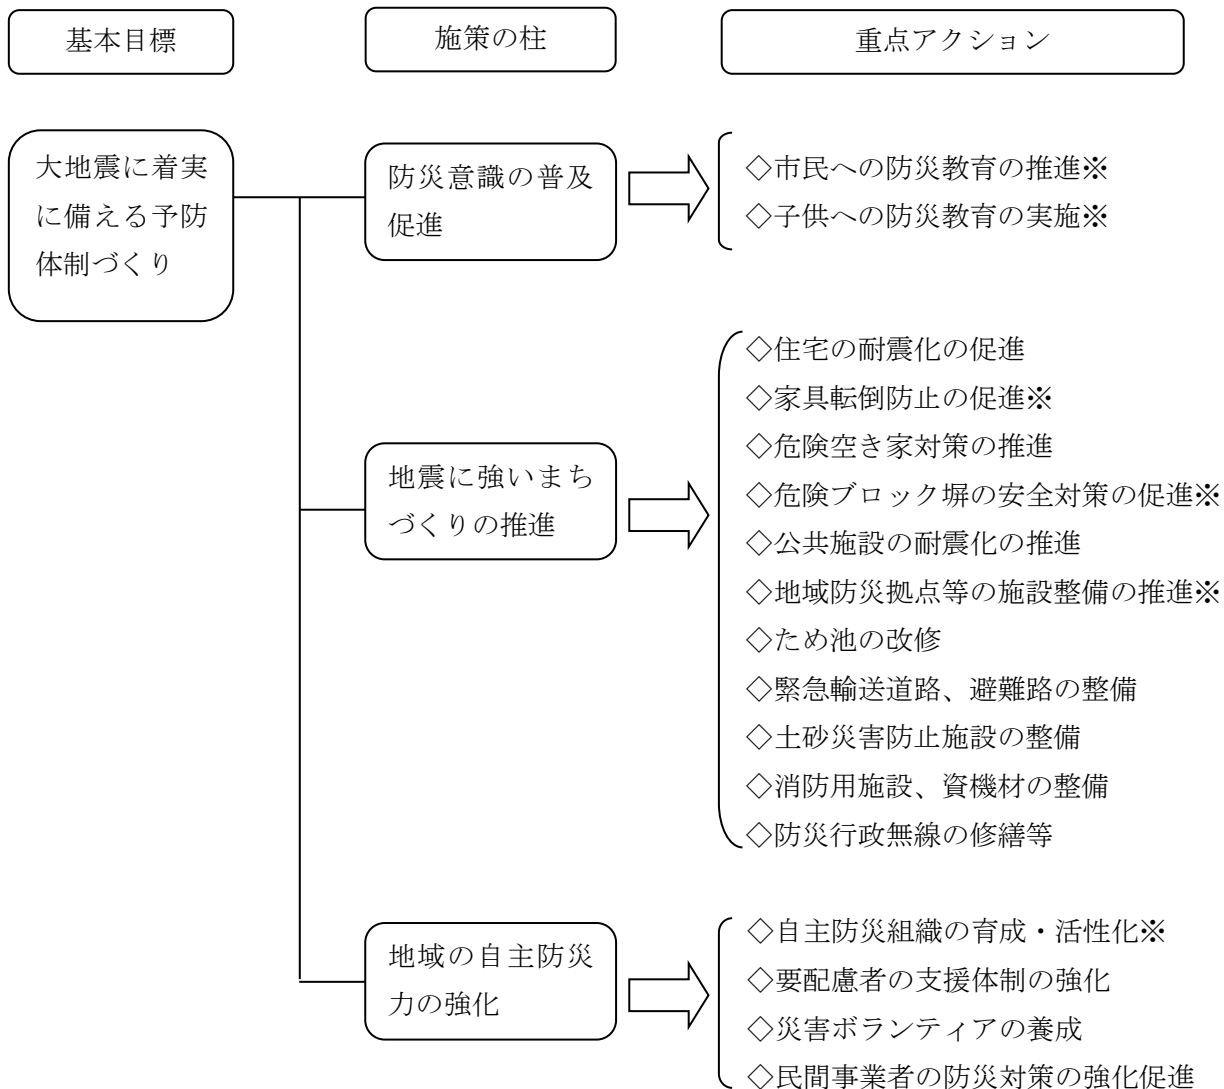 基本目標
施策の柱
重点アクション
大地震に着実
に備える予防
体制づくり
防災意識の普及
促進
◇市民への防災教育の推進※
◇子供への防災教育の実施※
地震に強いまち
づくりの推進
◇住宅の耐震化の促進
◇家具転倒防止の促進※
◇危険空き家対策の推進
◇危険ブロック塀の安全対策の促進※
◇公共施設の耐震化の推進
◇地域防災拠点等の施設整備の推進※
◇ため池の改修
◇緊急輸送道路、避難路の整備
◇土砂災害防止施設の整備
◇消防用施設、資機材の整備
◇防災行政無線の修繕等
地域の自主防災
力の強化
◇自主防災組織の育成・活性化※
◇要配慮者の支援体制の強化
◇災害ボランティアの養成
◇民間事業者の防災対策の強化促進